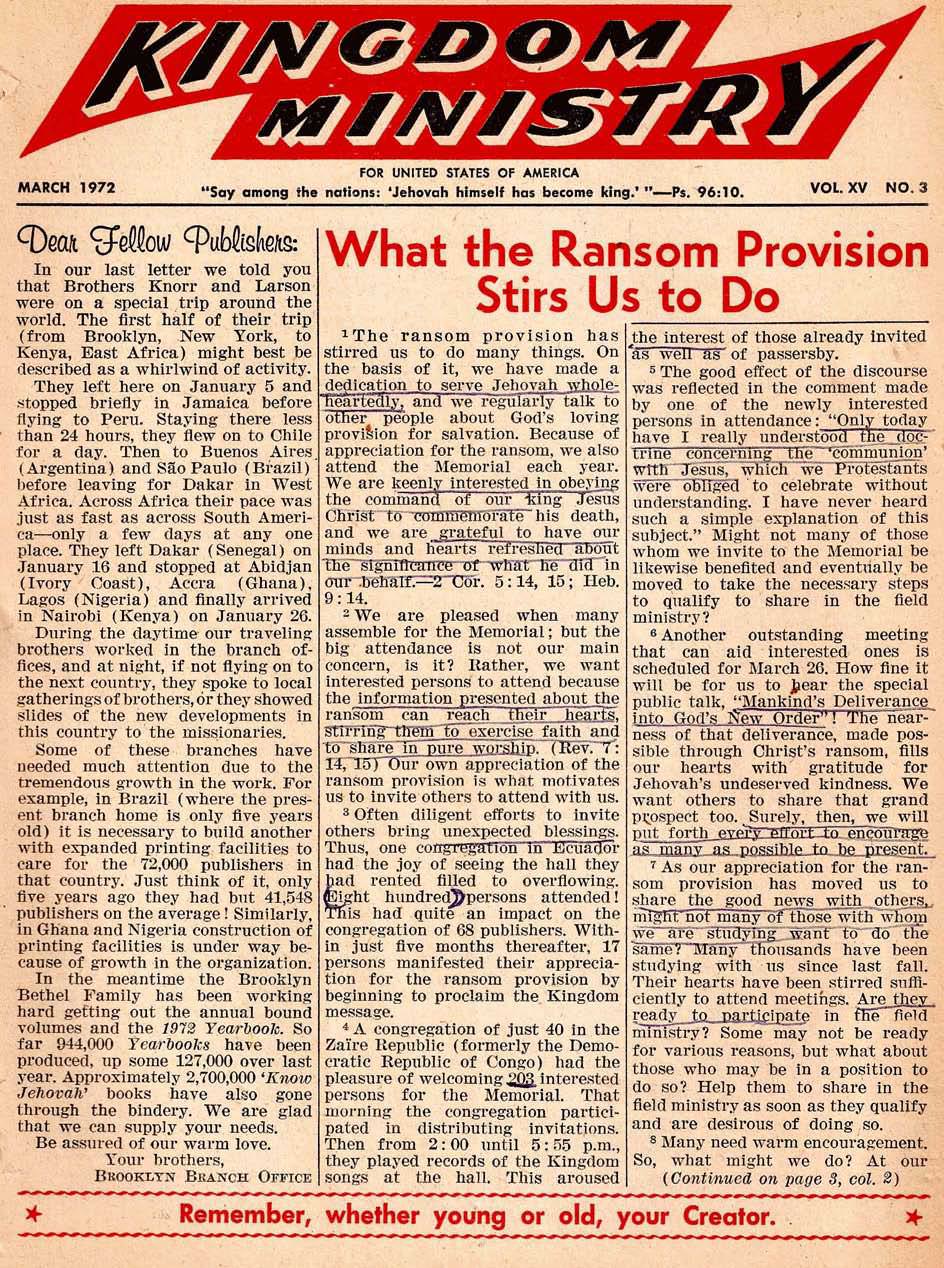 KINGDOM
MINISTRY
FOR UNITED STATES OF AMERICA
MARCH 1972
"Say among the nations: 'Jehovah himself has become king.' "—Ps. 96:10.
VOL. XV NO. 3
Dear Fellow Publishers:
In our last letter we told you
that Brothers Knorr and Larson
were on a special trip around the
world. The first half of their trip
(from Brooklyn, New York, to
Kenya, East Africa) might best be
described as a whirlwind of activity.
They left here on January 5 and
stopped briefly in Jamaica before
flying to Peru. Staying there less
than 24 hours, they flew on to Chile
for a day. Then to Buenos Aires
(Argentina) and São Paulo (Brazil)
before leaving for Dakar in West
Africa. Across Africa their pace was
just as fast as across South Ameri-
ca—only a few days at any one
place. They left Dakar (Senegal) on
January 16 and stopped at Abidjan
(Ivory Coast), Accra (Ghana),
Lagos (Nigeria) and finally arrived
in Nairobi (Kenya) on January 26.
During the daytime our traveling
brothers worked in the branch of-
fices, and at night, if not flying on to
the next country, they spoke to local
gatherings of brothers, or they showed
slides of the new developments in
this country to the missionaries.
Some of these branches have
needed much attention due to the
tremendous growth in the work. For
example, in Brazil (where the pres-
ent branch home is only five years
old) it is necessary to build another
with expanded printing facilities to
care for the 72,000 publishers in
that country. Just think of it, only
five years ago they had but 41,548
publishers on the average! Similarly,
in Ghana and Nigeria construction of
printing facilities is under way be-
cause of growth in the organization.
In the meantime the Brooklyn
Bethel Family has been working
hard getting out the annual bound
volumes and the 1972 Yearbook. So
far 944,000 Yearbooks have been
produced, up some 127,000 over last
year. Approximately 2,700,000 'Know
Jehovah' books have also gone
through the bindery. We are glad
that we can supply your needs.
Be assured of our warm love.
Your brothers,
BROOKLYN BRANCH OFFICE
What the Ransom Provision
Stirs Us to Do
1 The ransom provision has
stirred us to do many things. On
the basis of it, we have made a
dedication to serve Jehovah whole-
heartedly, and we regularly talk to
other people about God's loving
provision for salvation. Because of
appreciation for the ransom, we also
attend the Memorial each year.
We are keenly interested in obeying
the command of our king Jesus
Christ to commemorate his death,
and we are grateful to have our
minds and hearts refreshed about
the significance of what he did in
our behalf.—2 Cor. 5:14, 15; Heb.
9:14.
2 We are pleased when many
assemble for the Memorial; but the
big attendance is not our main
concern, is it? Rather, we want
interested persons to attend because
the information presented about the
ransom can reach their hearts,
stirring them to exercise faith and
to share in pure worship. (Rev. 7:
14, 15) Our own appreciation of the
ransom provision is what motivates
us to invite others to attend with us.
3 Often diligent efforts to invite
others bring unexpected blessings.
Thus, one congregation in Ecuador
had the joy of seeing the hall they
had rented filled to overflowing.
Eight hundred persons attended!
This had quite an impact on the
congregation of 68 publishers. With-
in just five months thereafter, 17
persons manifested their apprecia-
tion for the ransom provision by
beginning to proclaim the Kingdom
message.
4 A congregation of just 40 in the
Zaïre Republic (formerly the Demo-
cratic Republic of Congo) had the
pleasure of welcoming 203 interested
persons for the Memorial. That
morning the congregation partici-
pated in distributing invitations.
Then from 2:00 until 5:55 p.m.,
they played records of the Kingdom
songs at the hall. This aroused
the interest of those already invited
as well as of passersby.
5 The good effect of the discourse
was reflected in the comment made
by one of the newly interested
persons in attendance: "Only today
have I really understood the doc-
trine concerning the 'communion'
with Jesus, which we Protestants
were obliged to celebrate without
understanding. I have never heard
such a simple explanation of this
subject." Might not many of those
whom we invite to the Memorial be
likewise benefited and eventually be
moved to take the necessary steps
to qualify to share in the field
ministry?
6 Another outstanding meeting
that can aid interested ones is
scheduled for March 26. How fine it
will be for us to hear the special
public talk, "Mankind's Deliverance
into God's New Order"! The near-
ness of that deliverance, made pos-
sible through Christ's ransom, fills
our hearts with gratitude for
Jehovah's undeserved kindness. We
want others to share that grand
prospect too. Surely, then, we will
put forth every effort to encourage
as many as possible to be present.
7 As our appreciation for the ran-
som provision has moved us to
share the good news with others,
might not many of those with whom
we are studying want to do the
same? Many thousands have been
studying with us since last fall.
Their hearts have been stirred suffi-
ciently to attend meetings. Are they
ready to participate in the field
ministry? Some may not be ready
for various reasons, but what about
those who may be in a position to
do so? Help them to share in the
field ministry as soon as they qualify
and are desirous of doing so.
8 Many need warm encouragement.
So, what might we do? At our
(Continued on page 3, col. 2)
★ Remember, whether young or old, your Creator. ★